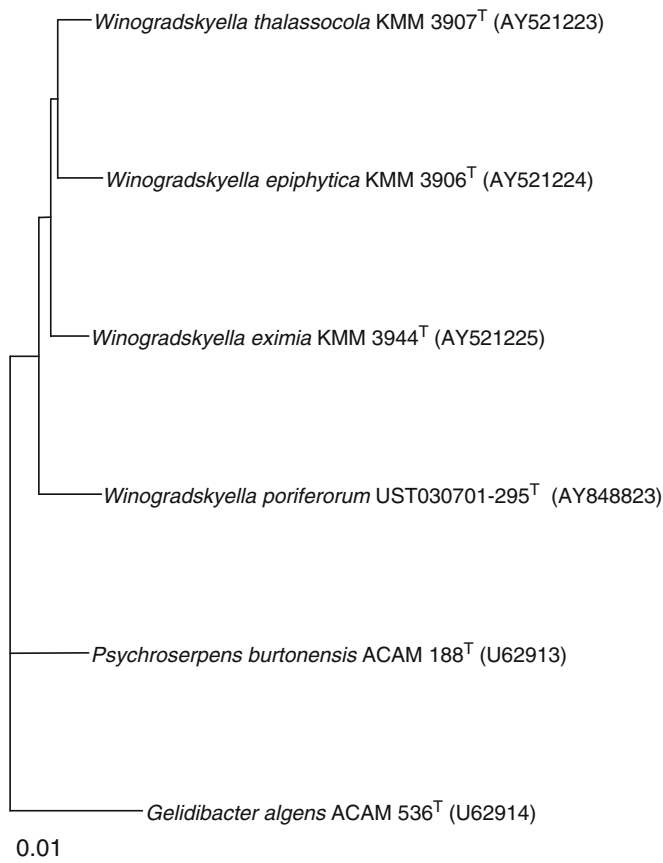 Winogradskyella thalassocola KMM 3907ᵀ (AY521223)
Winogradskyella epiphytica KMM 3906ᵀ (AY521224)
Winogradskyella eximia KMM 3944ᵀ (AY521225)
Winogradskyella poriferorum UST030701-295ᵀ (AY848823)
Psychroserpens burtonensis ACAM 188ᵀ (U62913)
Gelidibacter algens ACAM 536ᵀ (U62914)
0.01